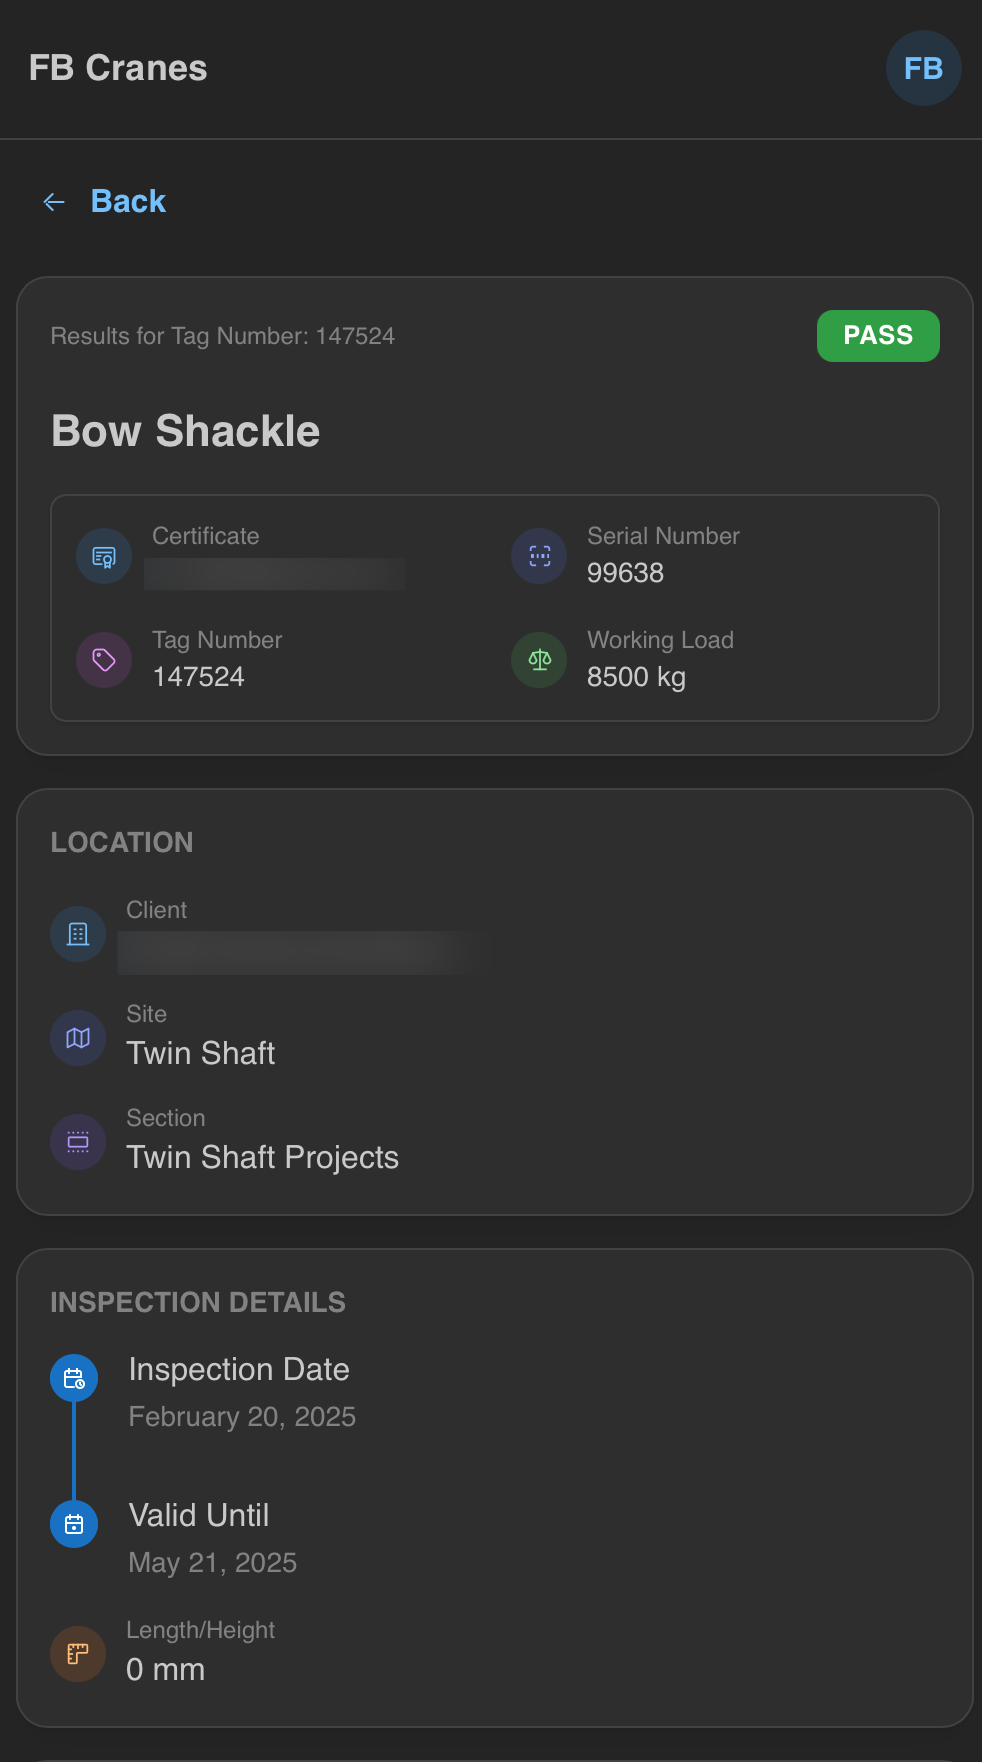 FB Cranes
FB
Back
Results for Tag Number: 147524
PASS
Bow Shackle
Certificate
Serial Number
99638
Tag Number
147524
Working Load
8500 kg
LOCATION
Client
Site
Twin Shaft
Section
Twin Shaft Projects
INSPECTION DETAILS
Inspection Date
February 20, 2025
Valid Until
May 21, 2025
Length/Height
0 mm